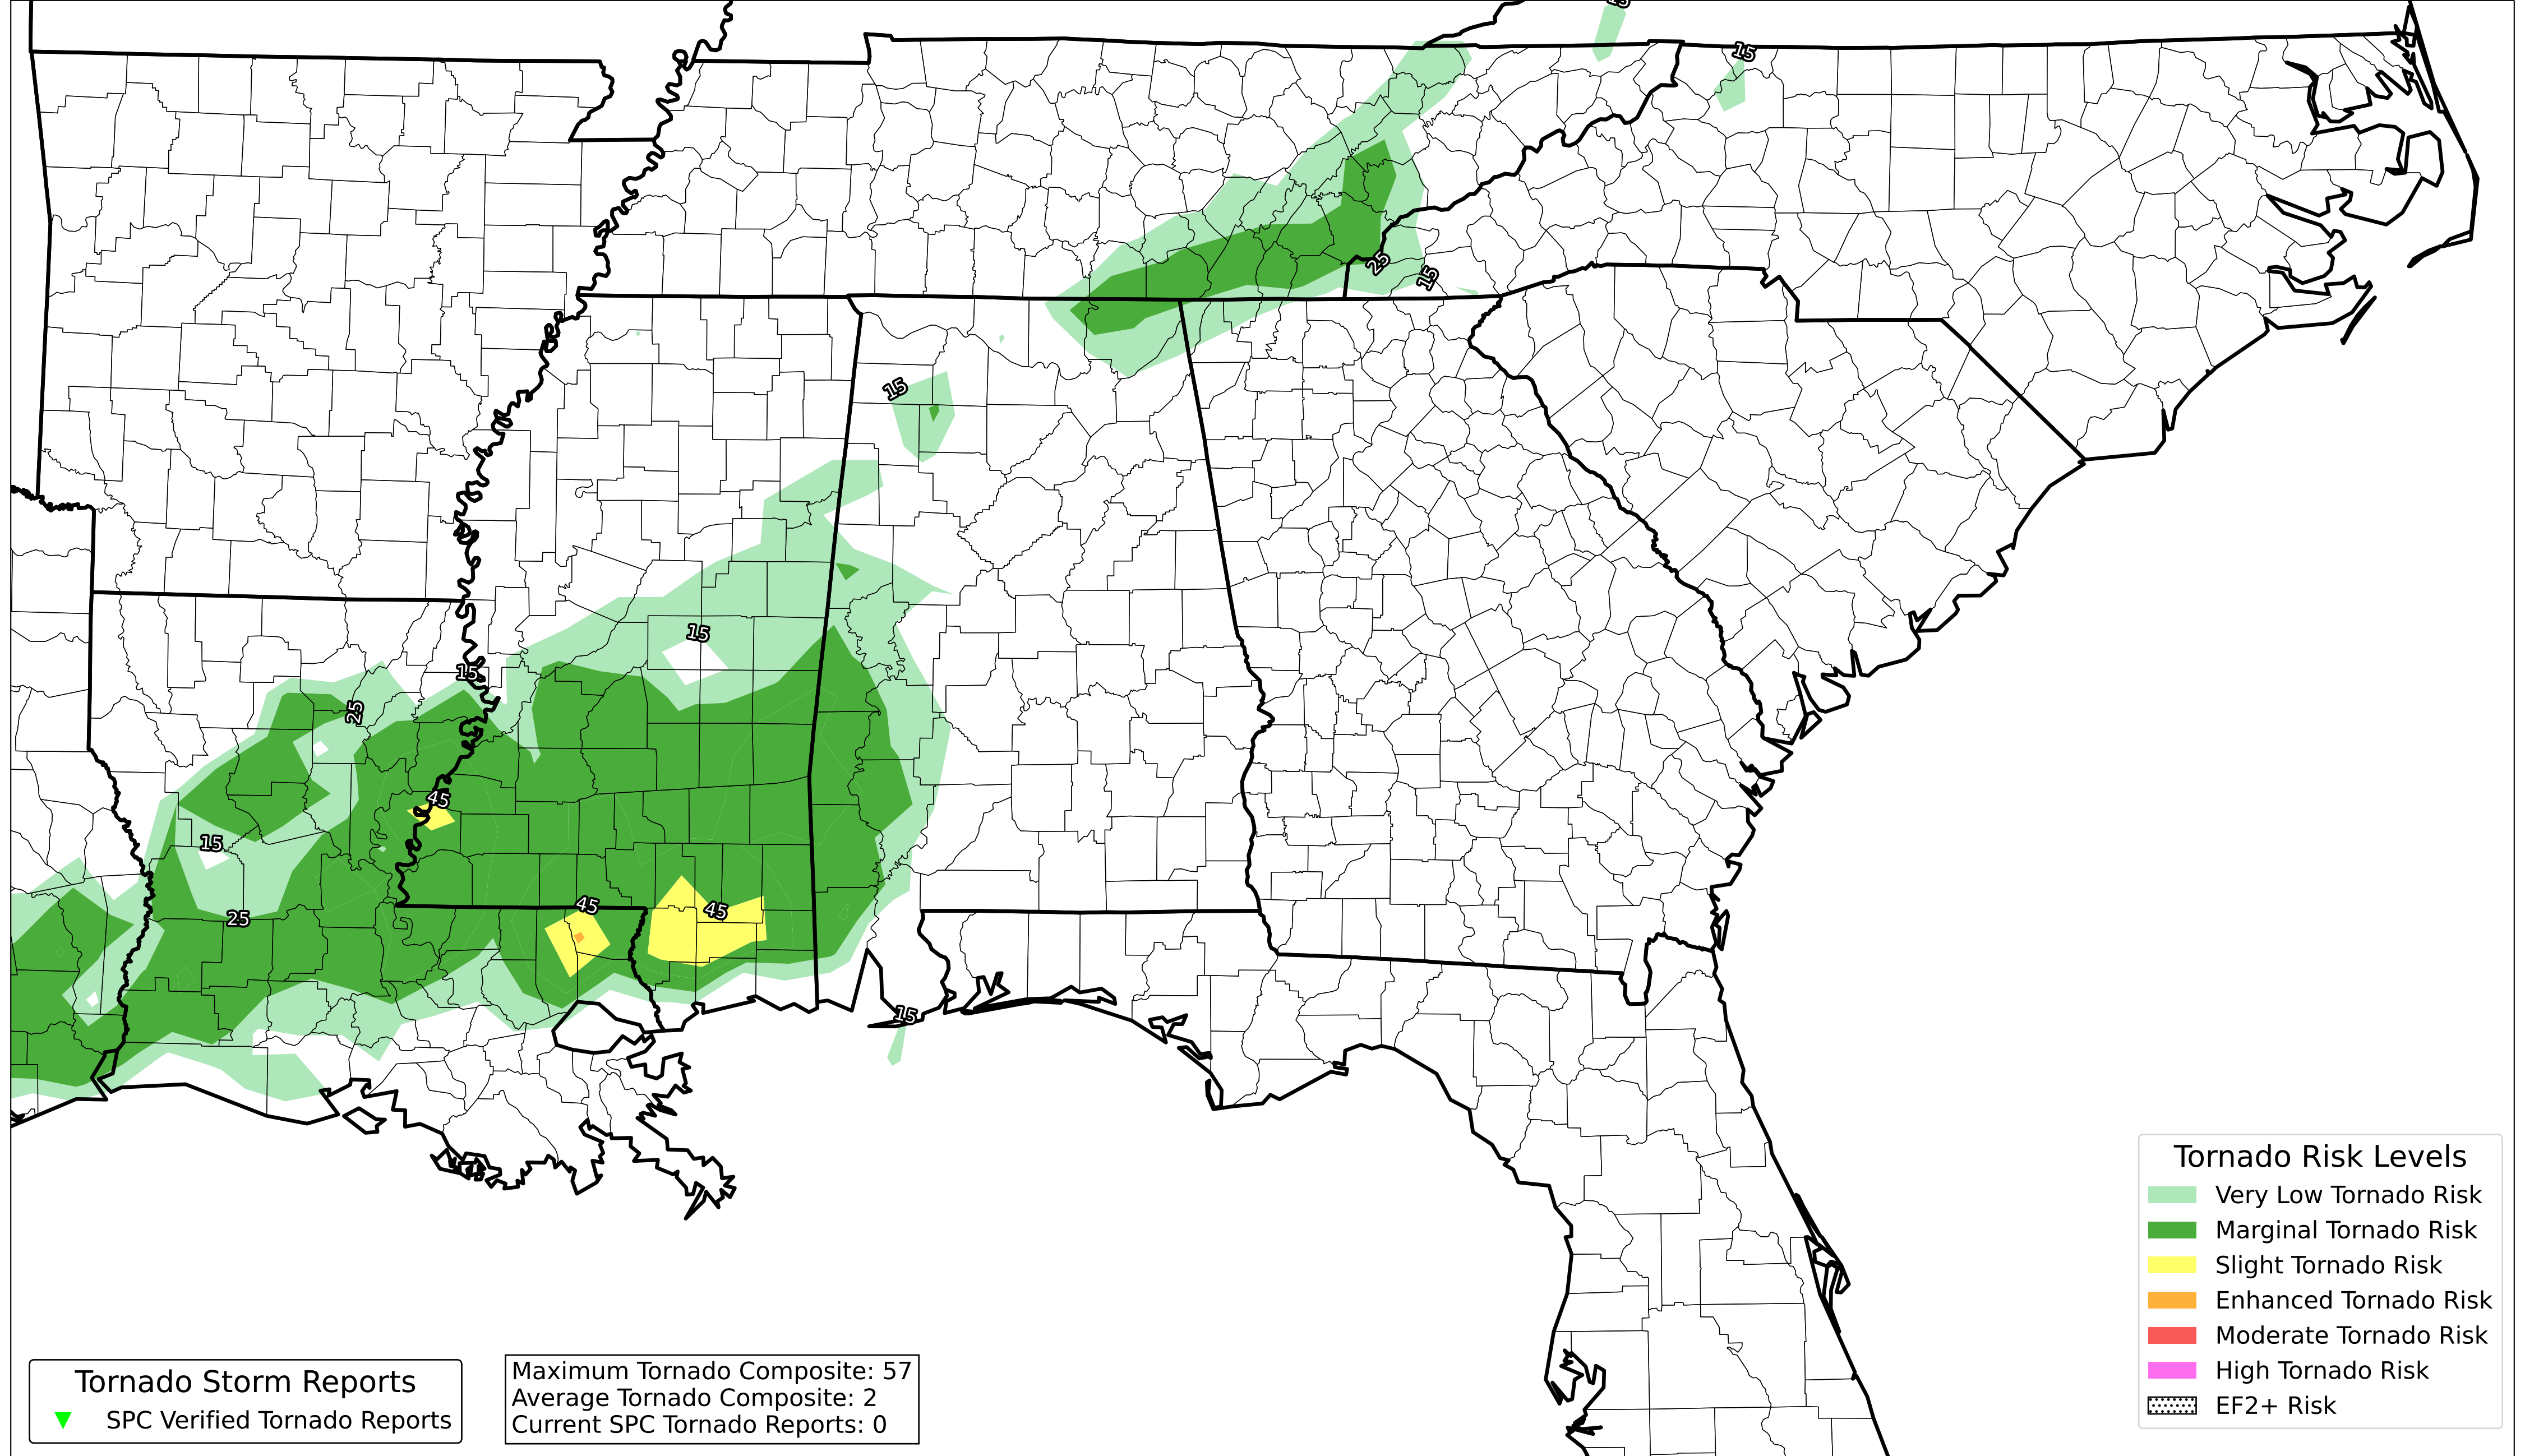 15
15
25
15
15
15
15
25
45
15
25
45
45
15
Tornado Risk Levels
Very Low Tornado Risk
Marginal Tornado Risk
Slight Tornado Risk
Enhanced Tornado Risk
Moderate Tornado Risk
High Tornado Risk
EF2+ Risk
Tornado Storm Reports
SPC Verified Tornado Reports
Maximum Tornado Composite: 57
Average Tornado Composite: 2
Current SPC Tornado Reports: 0